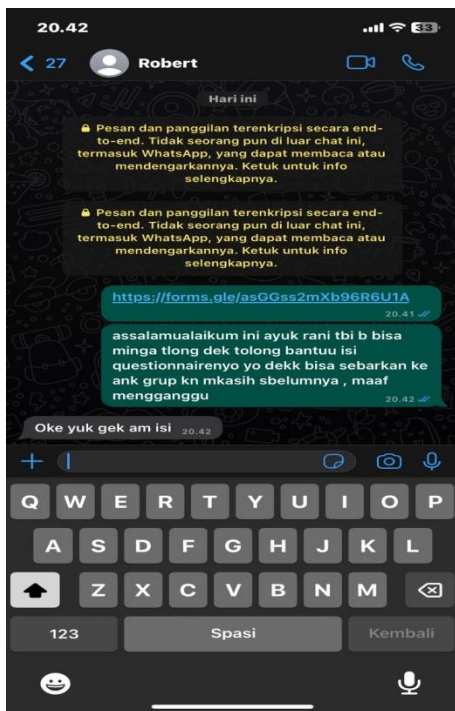 20.42
33
27
Robert
Hari ini
Pesan dan panggilan terenkripsi secara end-
to-end. Tidak seorang pun di luar chat ini,
termasuk WhatsApp, yang dapat membaca atau
mendengarkannya. Ketuk untuk info
selengkapnya.
Pesan dan panggilan terenkripsi secara end-
to-end. Tidak seorang pun di luar chat ini,
termasuk WhatsApp, yang dapat membaca atau
mendengarkannya. Ketuk untuk info
selengkapnya.
https://forms.gle/asGGss2mXb96R6U1A
20.41
assalamualaikum ini ayuk rani tbi b bisa
minga tlong dek tolong bantuu isi
questionnairenyo yo dekk bisa sebarkan ke
ank grup kn mkasih sbelumnya , maaf
mengganggu
20.42
Oke yuk gek am isi 20.42
Q W E R T Y U I O P
A S D F G H J K L
Z X C V B N M
123 Spasi Kembali